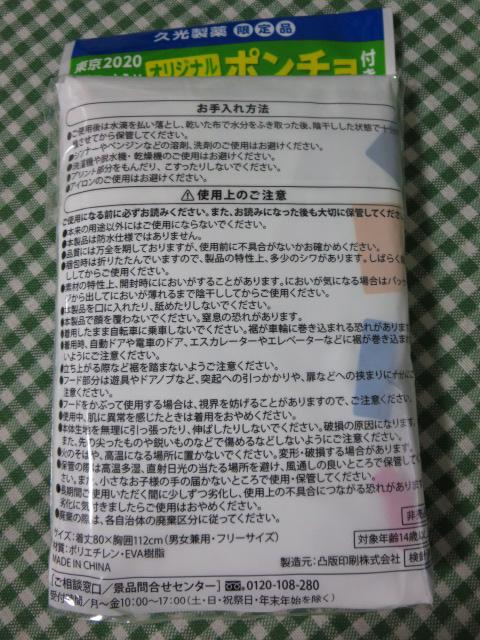 久光製薬 限定品
東京2020
オリジナル ポンチョ 付き
お手入れ方法
●ご使用後は水滴を払い落とし、乾いた布で水分をふき取った後、陰干しした状態で十分
させてから保管してください。
●シンナーやベンジンなどの溶剤、洗剤のご使用はお避けください。
●洗濯機や脱水機・乾燥機のご使用はお避けください。
●プリント部分をもんだり、こすったりしないでください。
●アイロンのご使用はお避けください。
⚠使用上のご注意
ご使用になる前に必ずお読みください。また、お読みになった後も大切に保管してくださ
●本来の用途以外にはご使用にならないでください。
●本製品は防水仕様ではありません。
●品質には万全を期しておりますが、使用前に不具合がないかお確かめください。
●梱包時は折りたたんでいますので、製品の特性上、多少のシワがあります。しばらく
ししてからご使用ください。
●素材の特性上、開封時ににおいがすることがあります。においが気になる場合はパッケ
ジから出してにおいが薄れるまで陰干ししてからご使用ください。
は製品を口に入れたり、舐めたりしないでください。
●本製品で顔を覆わないでください。窒息の恐れがあります。
●着用したまま自転車に乗車しないでください。裾が車輪に巻き込まれる恐れがあります
●着用時、自動ドアや電車のドア、エスカレーターやエレベーターなどに裾が巻き込まれ
いようにご注意ください。
●立ち上がる際など裾を踏まないようご注意ください。
●フード部分は遊具やドアノブなど、突起への引っかかりや、扉などへの挟まりに
注意ください。
●フードをかぶって使用する場合は、視界を妨げることがありますので、ご注意ください。
●使用中、肌に異常を感じたときは着用をおやめください。
●本体生地を無理に引っ張ったり、伸ばしたりしないでください。破損の原因になります。
また、先の尖ったものや鋭いものなどで傷めるなどしないようにご注意ください。
●火のそばや、高温になる場所に置かないでください。変形・破損する場合があります。
●保管の際は高温多湿、直射日光の当たる場所を避け、風通しの良いところで保管して
さい。また、小さなお子様の手の届かないところで使用・保管してください。
●長期間ご使用いただく間に少しずつ劣化し、使用上の不具合につながる恐れがあります
劣化に気付きましたらご使用はおやめください。
●廃棄の際は、各自治体の廃棄区分に従ってください。
サイズ:着丈80×胸囲112cm(男女兼用・フリーサイズ)
材質:ポリエチレン・EVA樹脂
MADE IN CHINA
非
対象年齢14歳以上
製造元:凸版印刷株式会社
検針
[ご相談窓口/景品問合せセンター] 0120-108-280
受付時間/月〜金10:00〜17:00(土・日・祝祭日・年末年始を除く)